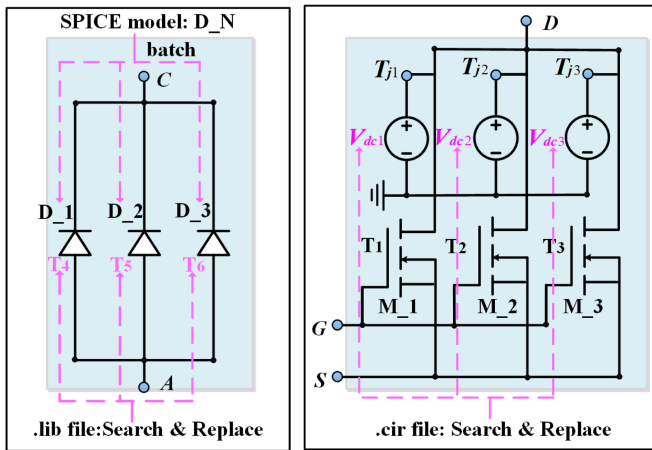 SPICE model: D_N
batch
C
D_1 D_2 D_3
T4 T5 T6
A
.lib file:Search & Replace
D
Tj1 Tj2 Tj3
+ + +
Vdc1 Vdc2 Vdc3
− − −
T1 T2 T3
M_1 M_2 M_3
G
S
.cir file: Search & Replace